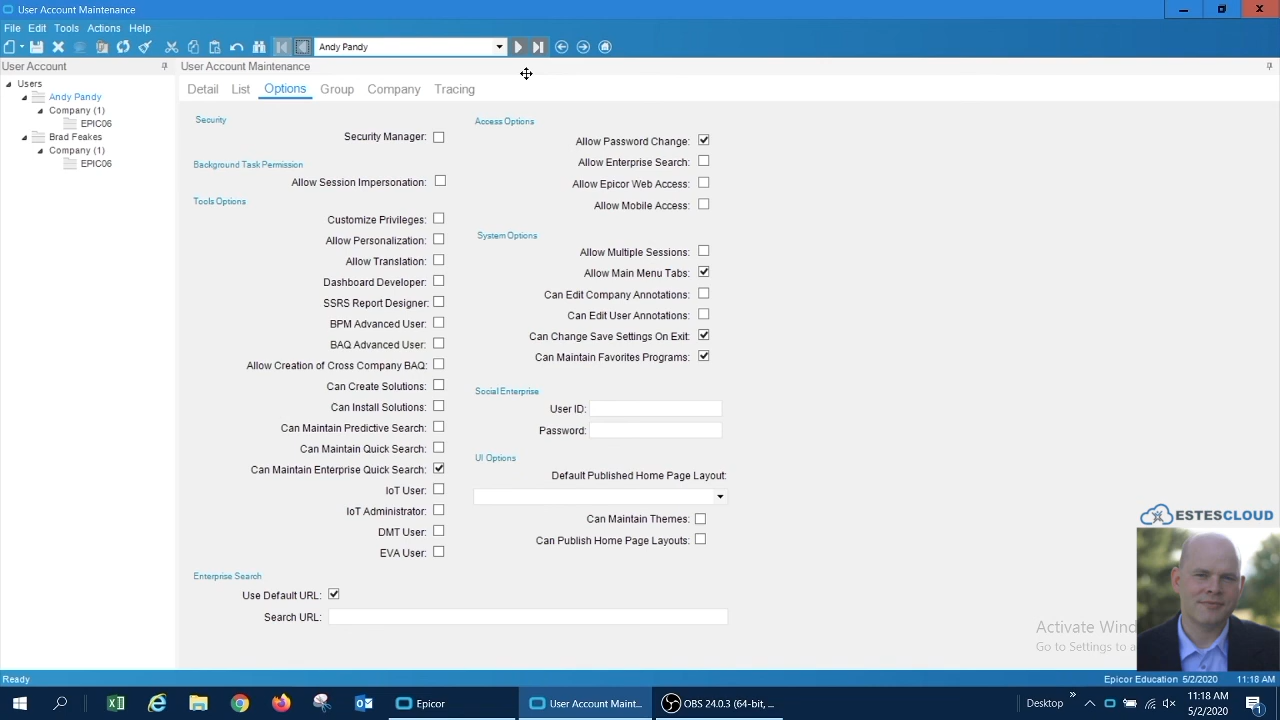 User Account Maintenance
File Edit Tools Actions Help
Andy Pandy
User Account
Users
Andy Pandy
Company (1)
EPIC06
Brad Feakes
Company (1)
EPIC06
User Account Maintenance
Detail List Options Group Company Tracing
Security
Security Manager:
Background Task Permission
Allow Session Impersonation:
Tools Options
Customize Privileges:
Allow Personalization:
Allow Translation:
Dashboard Developer:
SSRS Report Designer:
BPM Advanced User:
BAQ Advanced User:
Allow Creation of Cross Company BAQ:
Can Create Solutions:
Can Install Solutions:
Can Maintain Predictive Search:
Can Maintain Quick Search:
Can Maintain Enterprise Quick Search:
IoT User:
IoT Administrator:
DMT User:
EVA User:
Enterprise Search
Use Default URL:
Search URL:
Access Options
Allow Password Change:
Allow Enterprise Search:
Allow Epicor Web Access:
Allow Mobile Access:
System Options
Allow Multiple Sessions:
Allow Main Menu Tabs:
Can Edit Company Annotations:
Can Edit User Annotations:
Can Change Save Settings On Exit:
Can Maintain Favorites Programs:
Social Enterprise
User ID:
Password:
UI Options
Default Published Home Page Layout:
Can Maintain Themes:
Can Publish Home Page Layouts:
ESTESCLOUD
Activate Wind
Go to Settings to a
Ready
Epicor Education 5/2/2020 11:18 AM
Epicor
User Account Maint...
OBS 24.0.3 (64-bit, ...
Desktop
11:18 AM
5/2/2020